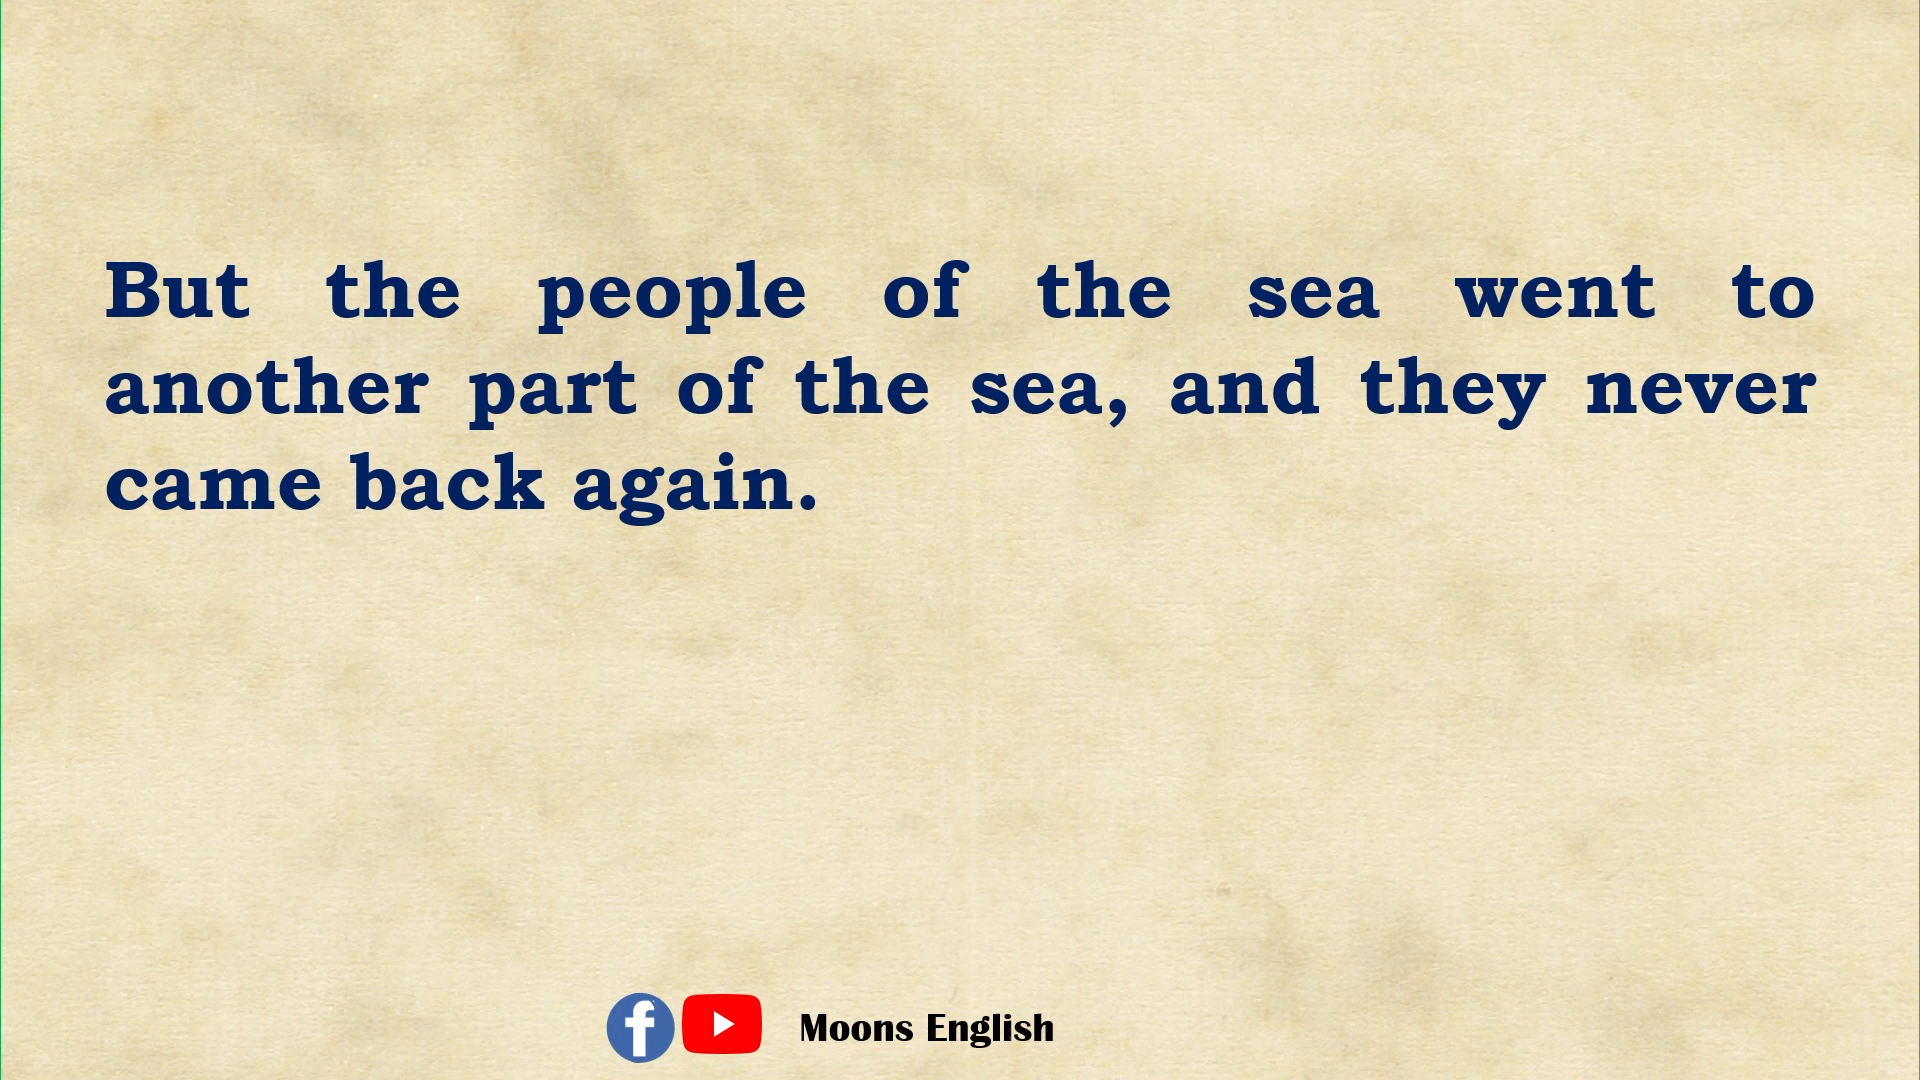 But the people of the sea went to
another part of the sea, and they never
came back again.
Moons English